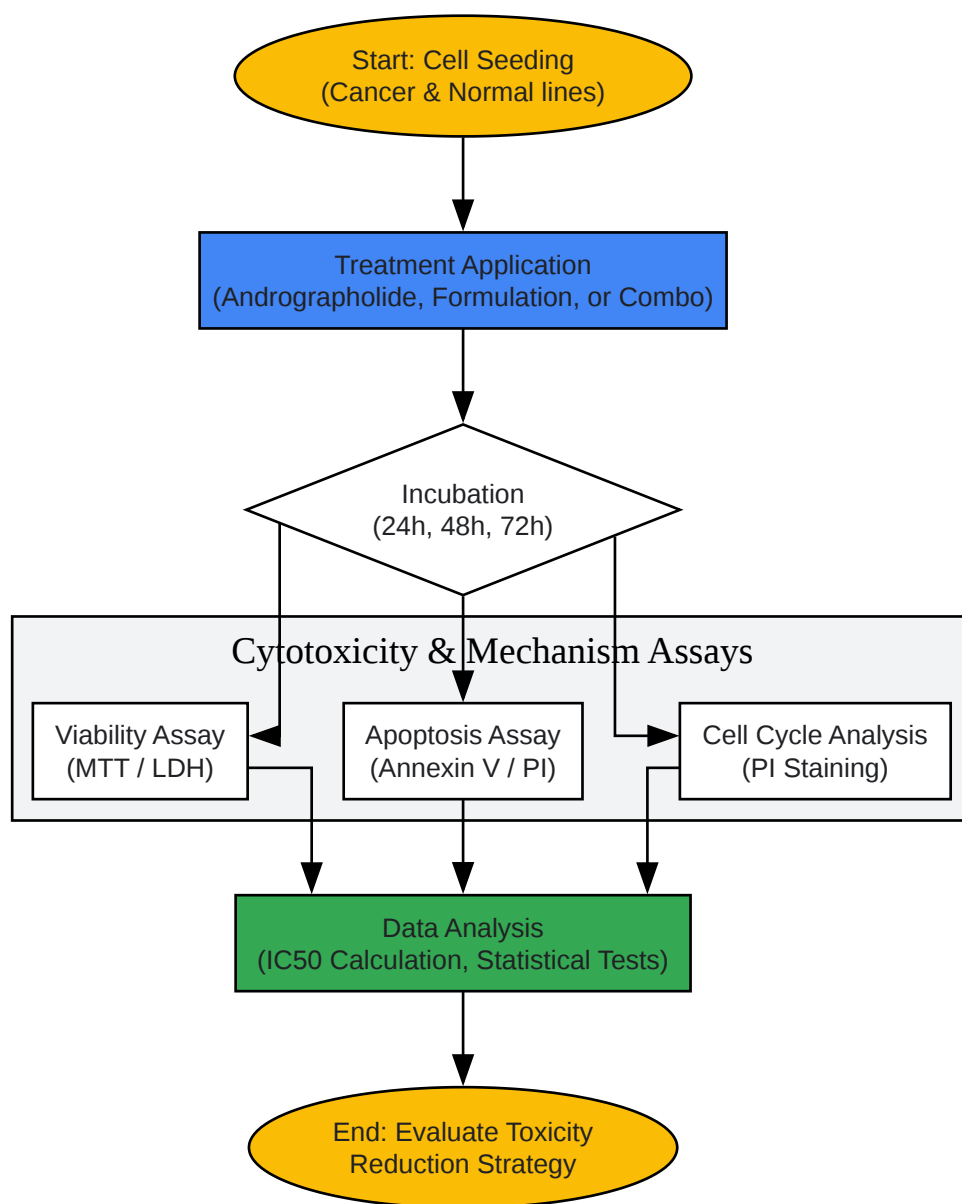 Start: Cell Seeding
(Cancer & Normal lines)
Treatment Application
(Andrographolide, Formulation, or Combo)
Incubation
(24h, 48h, 72h)
Cytotoxicity & Mechanism Assays
Viability Assay
(MTT / LDH)
Apoptosis Assay
(Annexin V / PI)
Cell Cycle Analysis
(PI Staining)
Data Analysis
(IC50 Calculation, Statistical Tests)
End: Evaluate Toxicity
Reduction Strategy